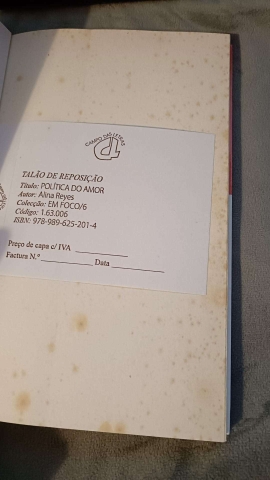 CAMPO DAS LETRAS
TALÃO DE REPOSIÇÃO
Título: POLÍTICA DO AMOR
Autor: Alina Reyes
Colecção: EM FOCO/6
Código: 1.63.006
ISBN: 978-989-625-201-4
Preço de capa c/ IVA
Factura N.º Data